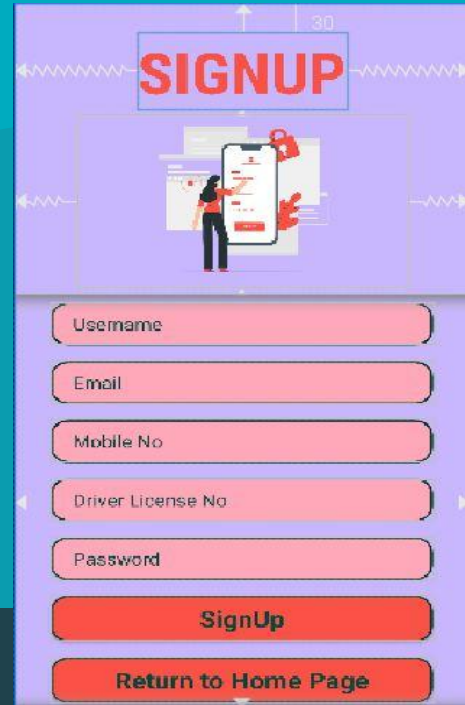 30
SIGNUP
Username
Email
Mobile No
Driver License No
Password
SignUp
Return to Home Page